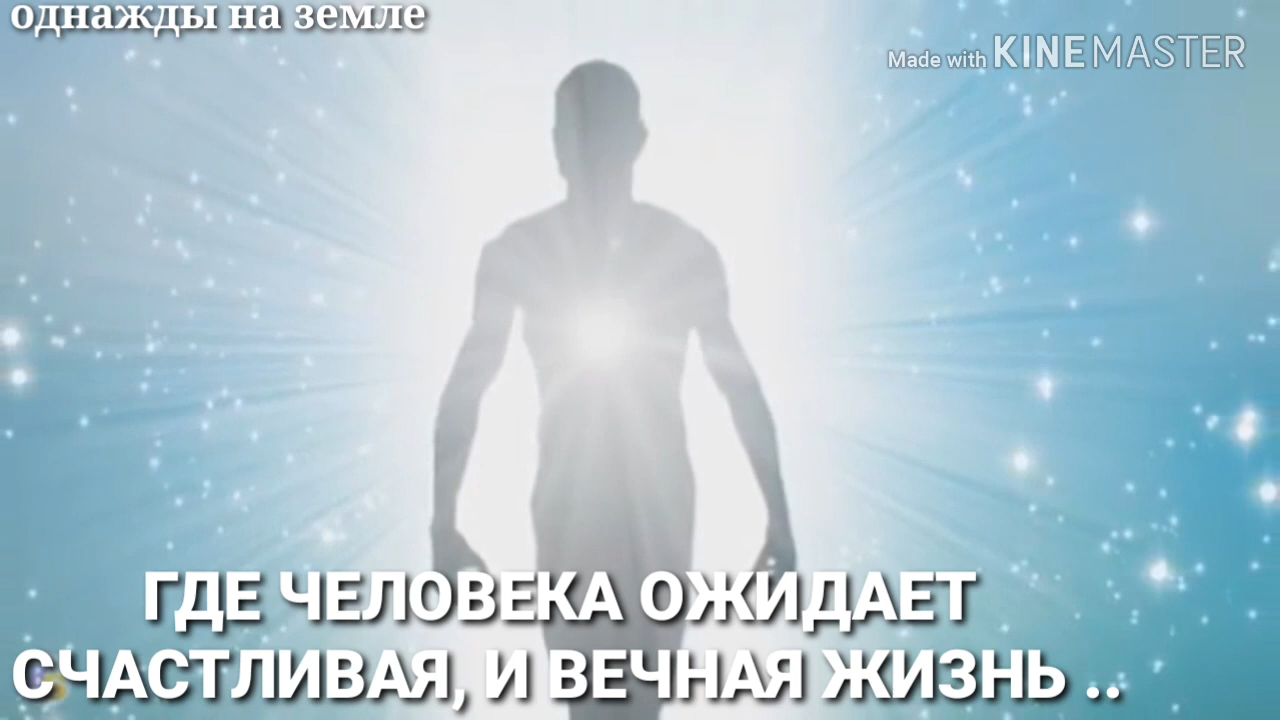 однажды на земле
Made with KINEMASTER
ГДЕ ЧЕЛОВЕКА ОЖИДАЕТ
СЧАСТЛИВАЯ, И ВЕЧНАЯ ЖИЗНЬ ..